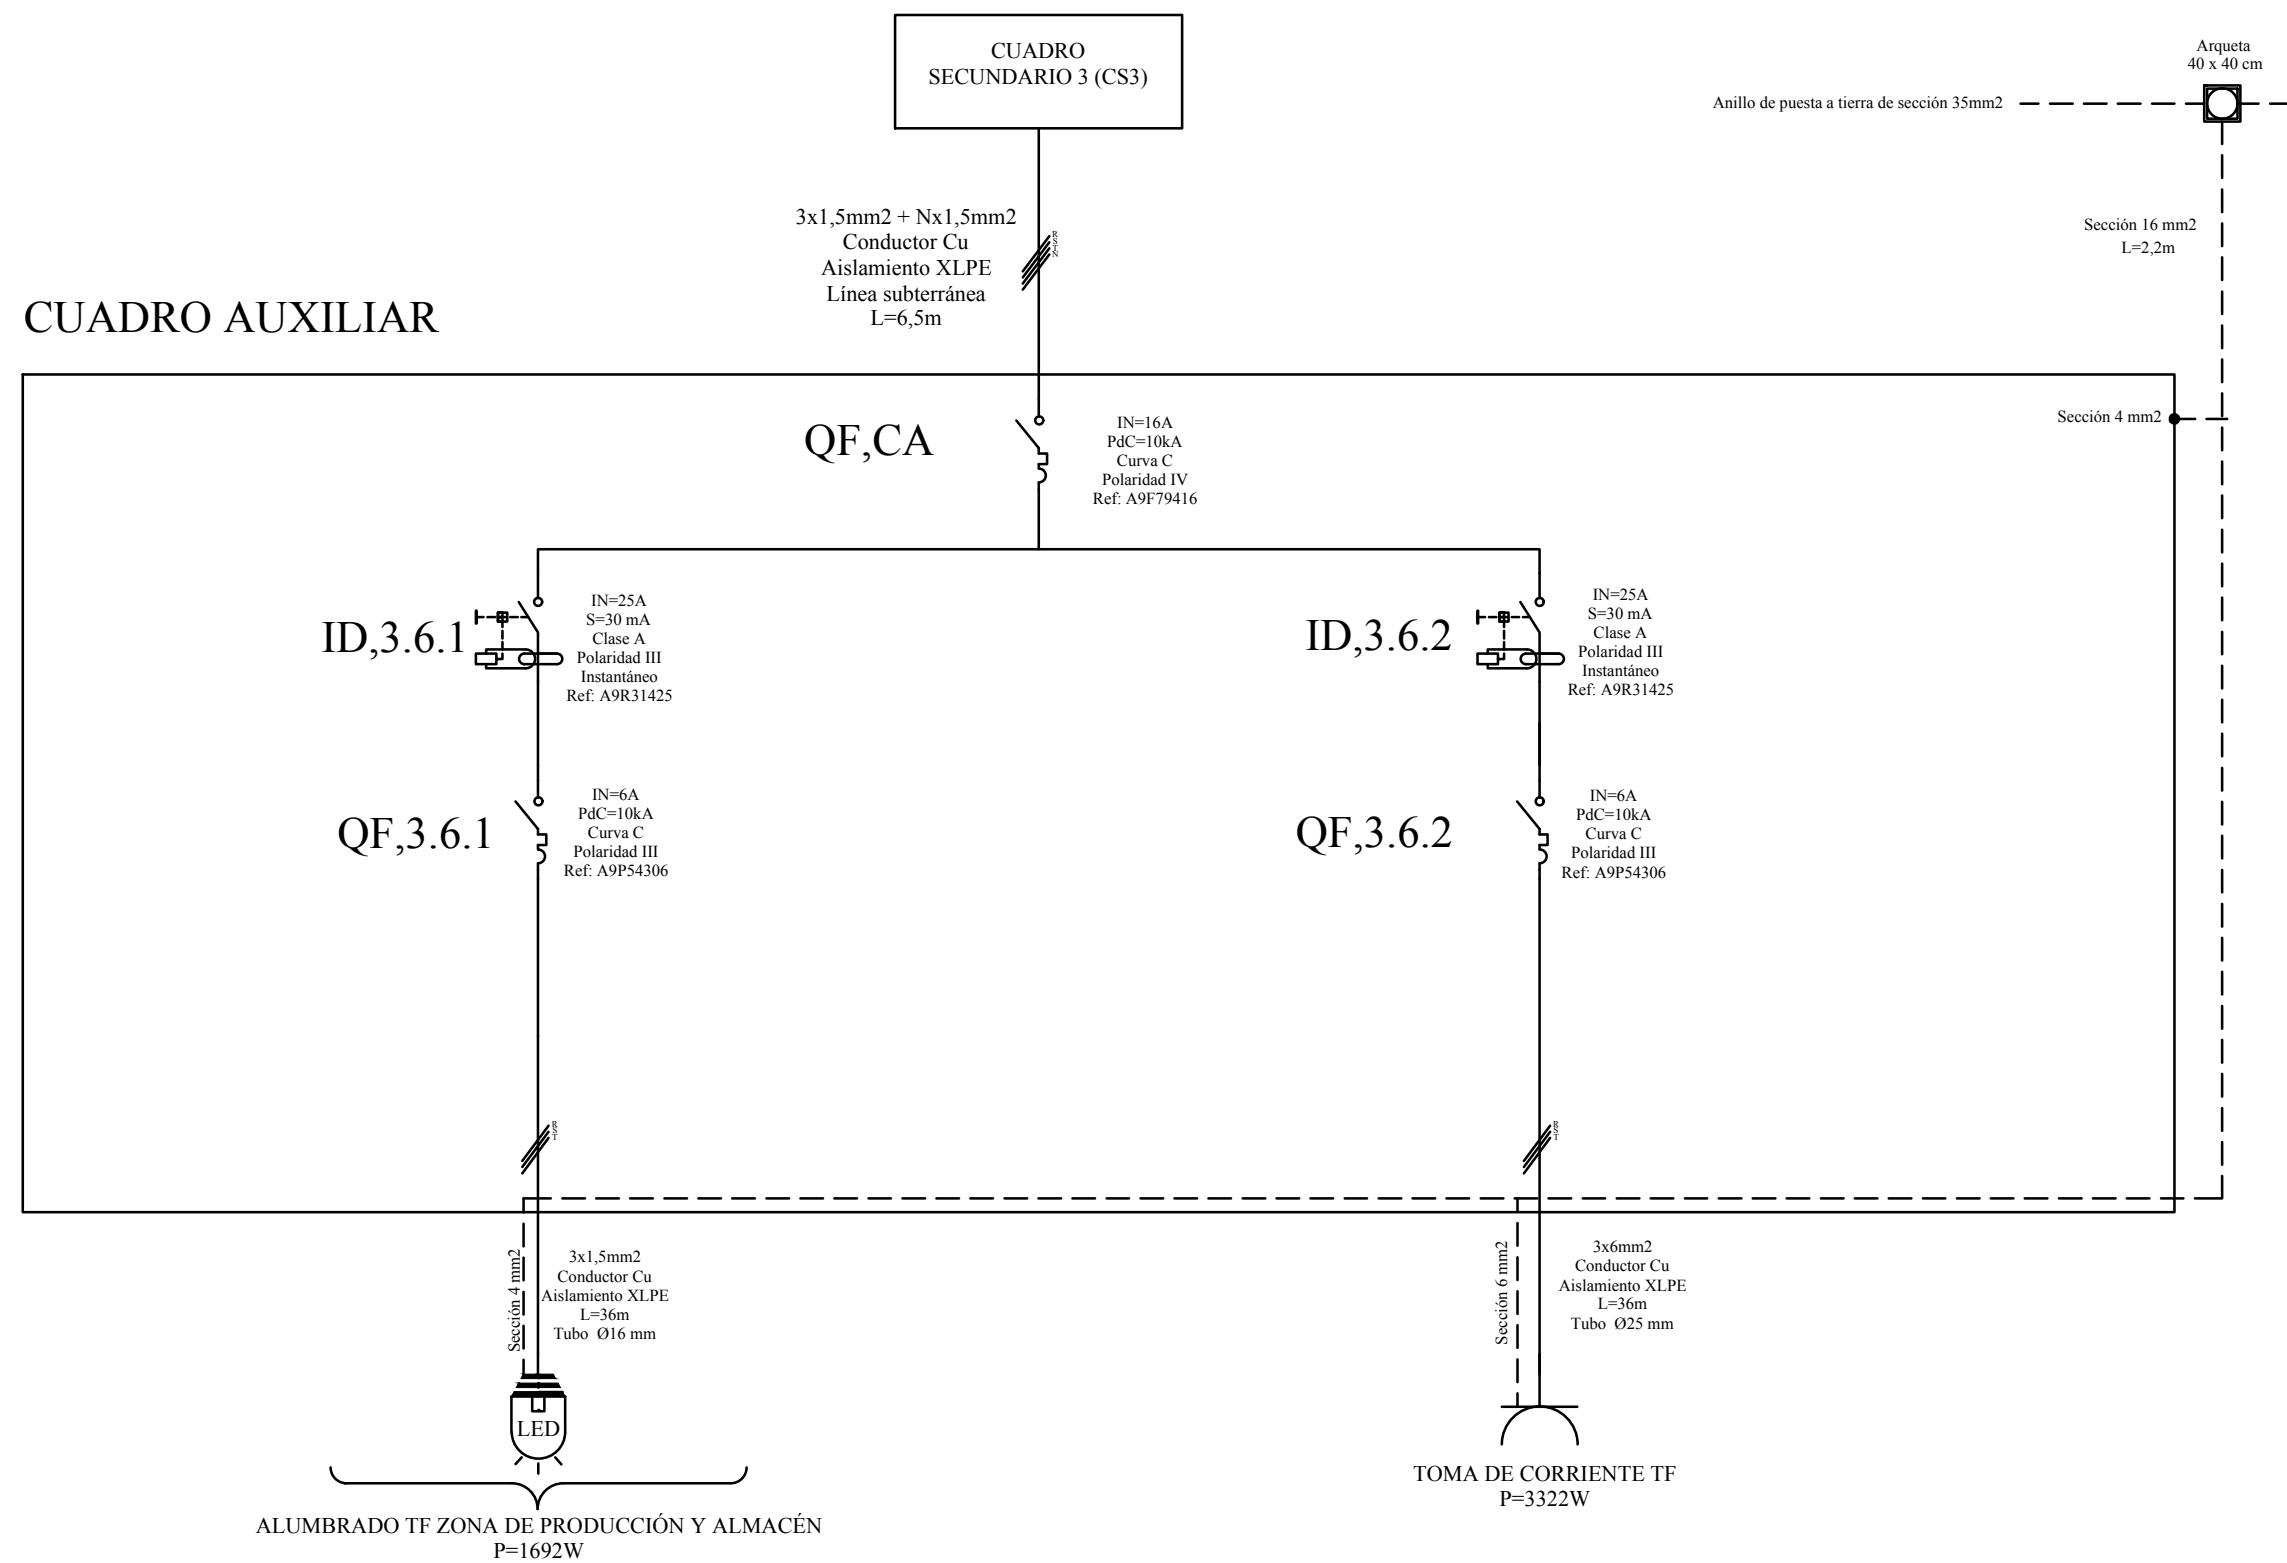 CUADRO
SECUNDARIO 3 (CS3)
Arqueta
40 x 40 cm
Anillo de puesta a tierra de sección 35mm2
3x1,5mm2 + Nx1,5mm2
Conductor Cu
Aislamiento XLPE
Línea subterránea
L=6,5m
R
S
T
N
Sección 16 mm2
L=2,2m
CUADRO AUXILIAR
QF,CA
IN=16A
PdC=10kA
Curva C
Polaridad IV
Ref: A9F79416
Sección 4 mm2
ID,3.6.1
IN=25A
S=30 mA
Clase A
Polaridad III
Instantáneo
Ref: A9R31425
ID,3.6.2
IN=25A
S=30 mA
Clase A
Polaridad III
Instantáneo
Ref: A9R31425
QF,3.6.1
IN=6A
PdC=10kA
Curva C
Polaridad III
Ref: A9P54306
QF,3.6.2
IN=6A
PdC=10kA
Curva C
Polaridad III
Ref: A9P54306
R
S
T
R
S
T
Sección 4 mm2
3x1,5mm2
Conductor Cu
Aislamiento XLPE
L=36m
Tubo Ø16 mm
Sección 6 mm2
3x6mm2
Conductor Cu
Aislamiento XLPE
L=36m
Tubo Ø25 mm
LED
ALUMBRADO TF ZONA DE PRODUCCIÓN Y ALMACÉN
P=1692W
TOMA DE CORRIENTE TF
P=3322W